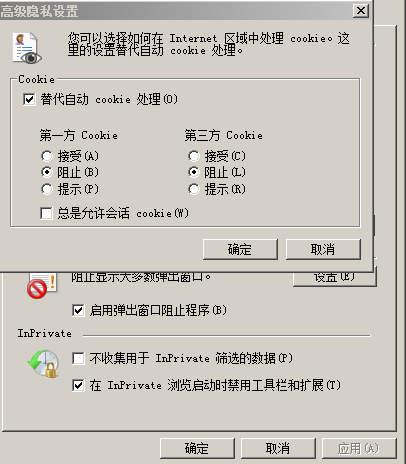 高级隐私设置
您可以选择如何在 Internet 区域中处理 cookie。这
里的设置替代自动 cookie 处理。
Cookie
替代自动 cookie 处理(O)
第一方 Cookie 第三方 Cookie
接受(A) 接受(C)
阻止(B) 阻止(L)
提示(P) 提示(R)
总是允许会话 cookie(W)
确定 取消
阻止显示大多数弹出窗口。 设置(E)
启用弹出窗口阻止程序(B)
InPrivate
不收集用于 InPrivate 筛选的数据(P)
在 InPrivate 浏览启动时禁用工具栏和扩展(T)
确定 取消 应用(A)